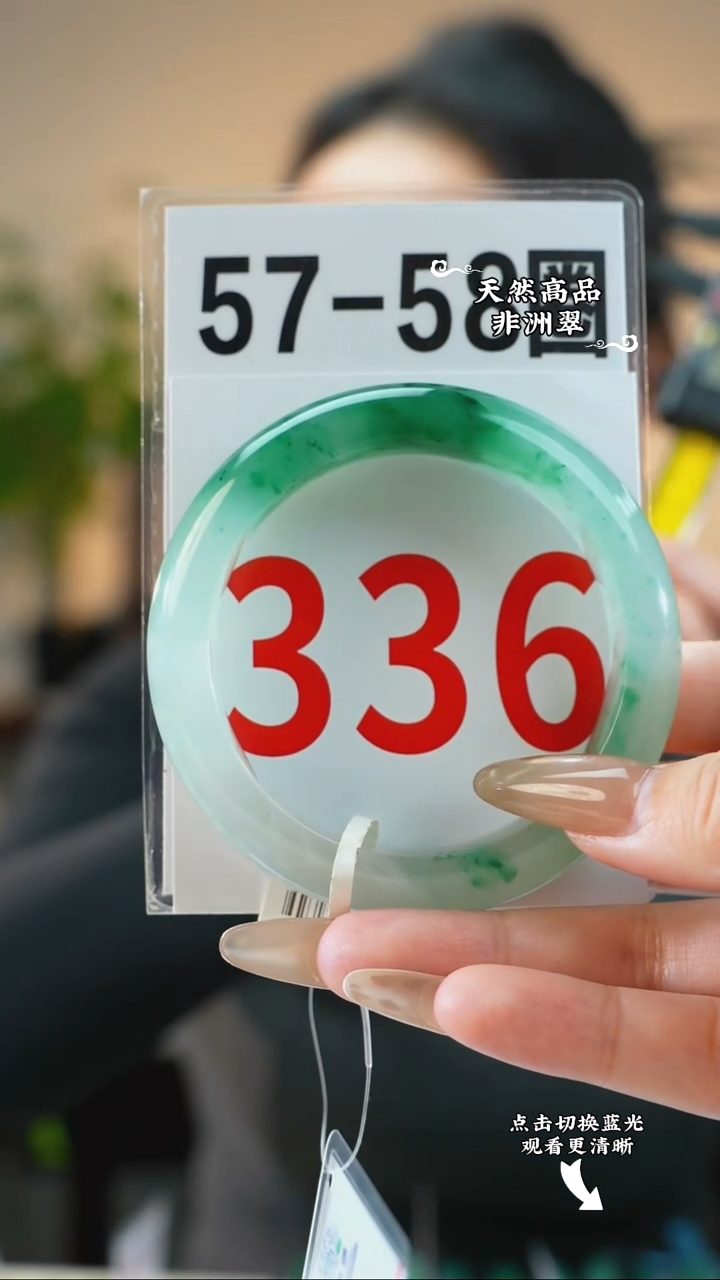 57-58圈
天然高品
非洲翠
336
点击切换蓝光
观看更清晰